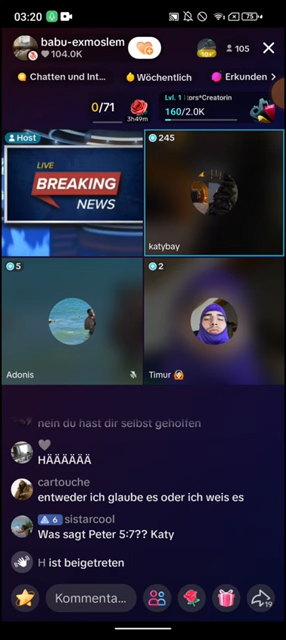 03:20
75
babu-exmoslem
104.0K
105
Chatten und Int...
Wöchentlich
Erkunden
0/71
3h49m
Lvl. 1 :ors*Creatorin
160/2.0K
Host
LIVE
BREAKING
NEWS
245
katybay
5
Adonis
2
Timur
nein du hast dir selbst geholfen
HÄÄÄÄÄÄ
cartouche
entweder ich glaube es oder ich weis es
6 sistarcool
Was sagt Peter 5:7?? Katy
H ist beigetreten
Kommenta...
19